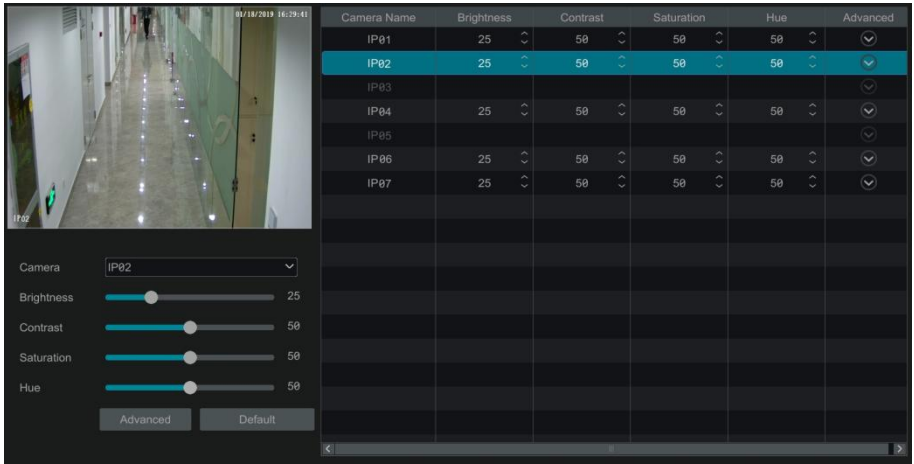 01/18/2019 16:29:41
IP02
Camera IP02
Brightness 25
Contrast 50
Saturation 50
Hue 50
Advanced Default
Camera Name Brightness Contrast Saturation Hue Advanced
IP01 25 50 50 50
IP02 25 50 50 50
IP03
IP04 25 50 50 50
IP05
IP06 25 50 50 50
IP07 25 50 50 50